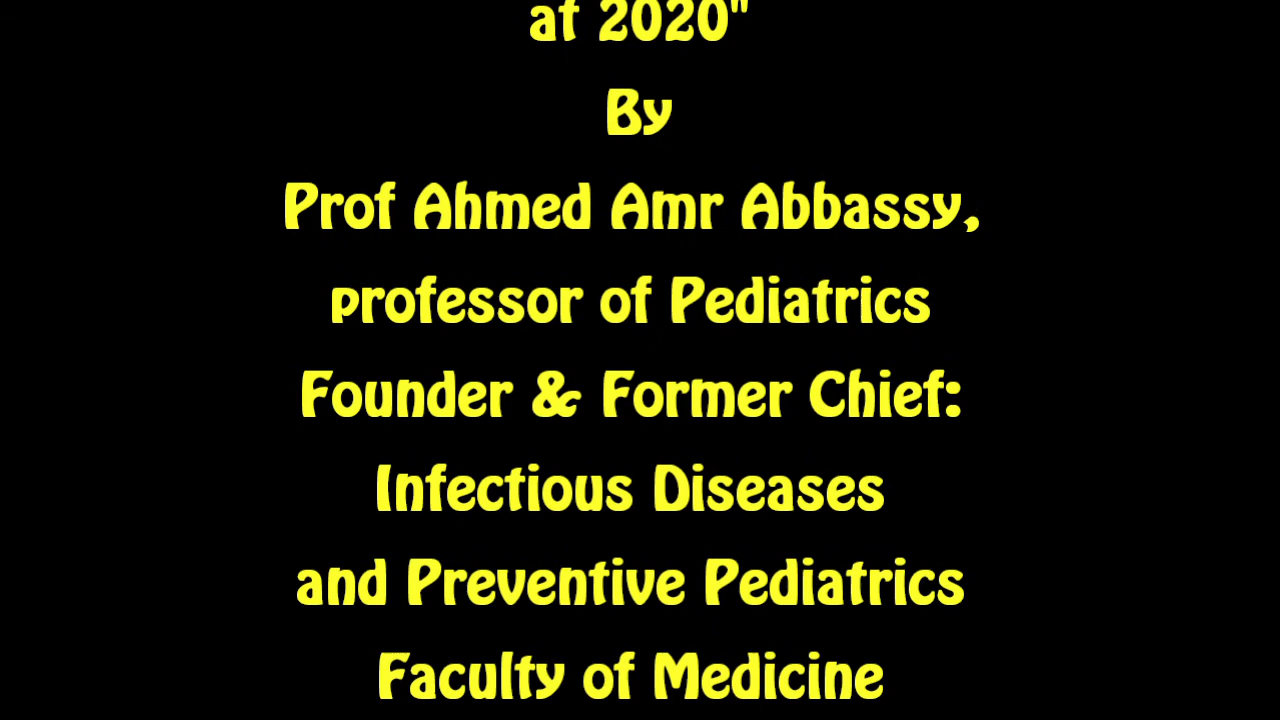 at 2020"
By
Prof Ahmed Amr Abbassy,
professor of Pediatrics
Founder & Former Chief:
Infectious Diseases
and Preventive Pediatrics
Faculty of Medicine